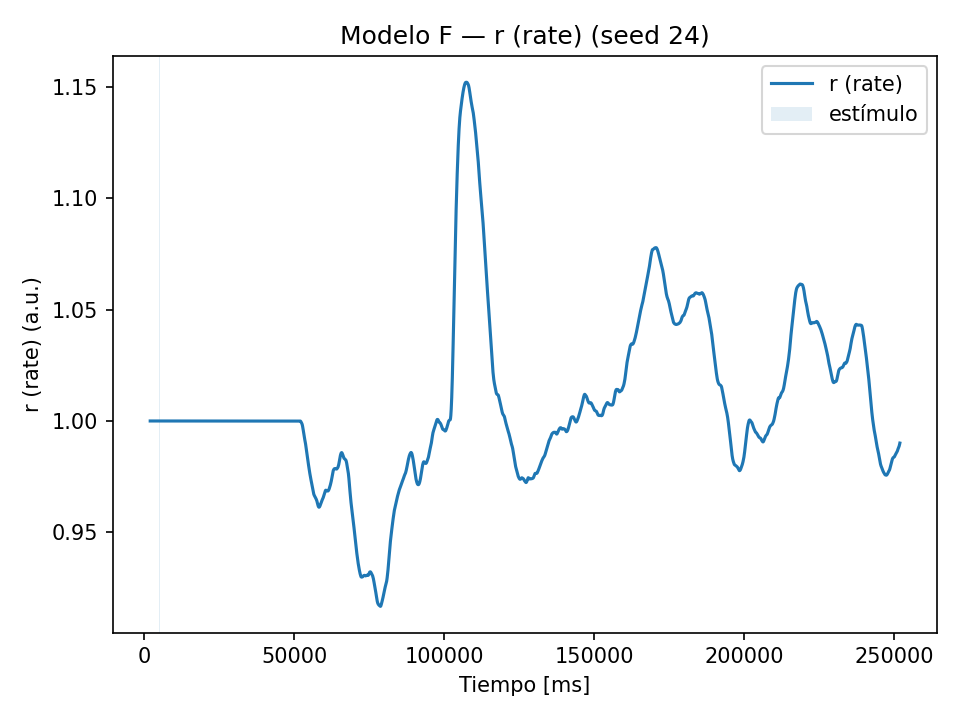 Modelo F — r (rate) (seed 24)
r (rate)
estímulo
r (rate) (a.u.)
1.15
1.10
1.05
1.00
0.95
0 50000 100000 150000 200000 250000
Tiempo [ms]